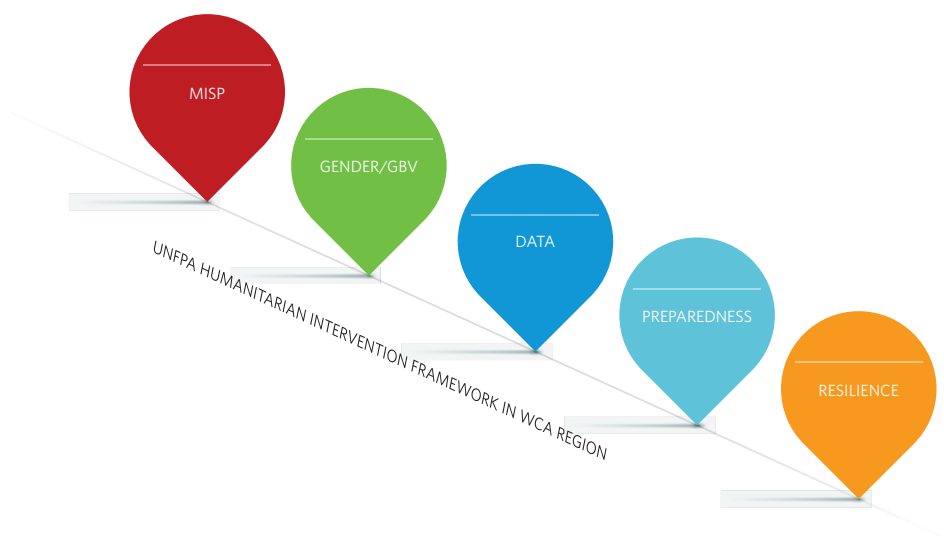 MISP
GENDER/GBV
DATA
PREPAREDNESS
RESILIENCE
UNFPA HUMANITARIAN INTERVENTION FRAMEWORK IN WCA REGION